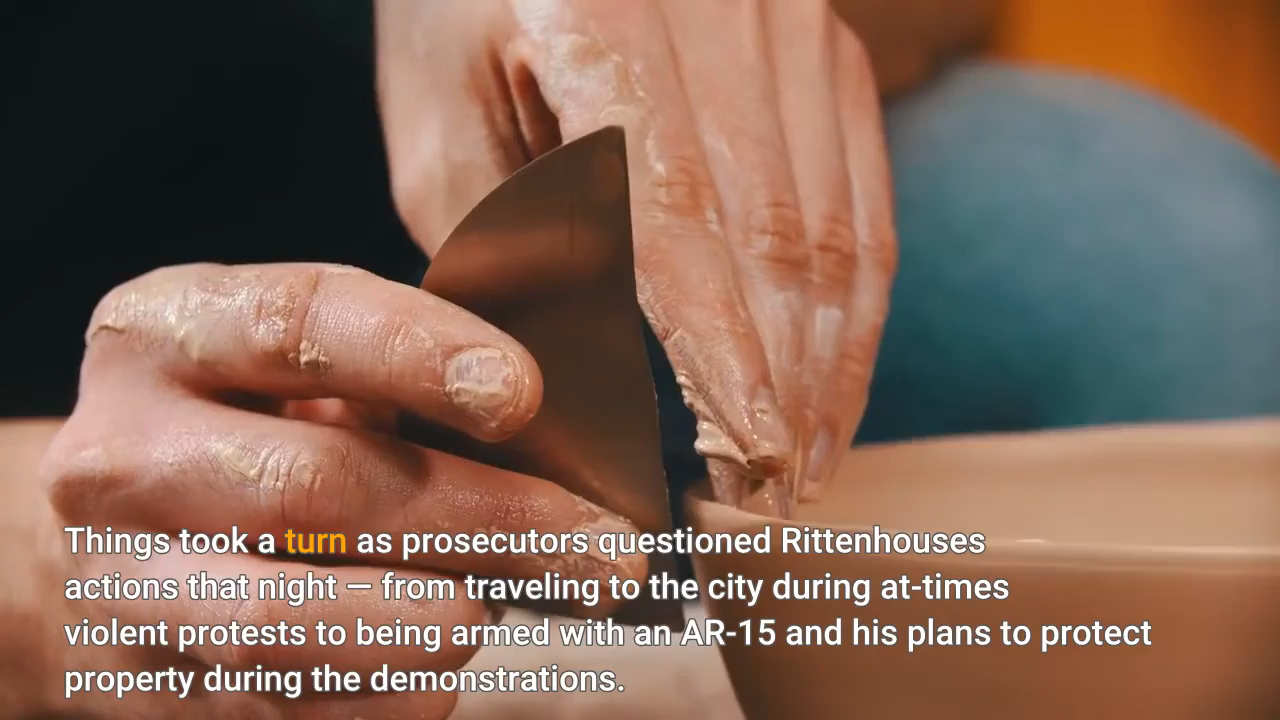 Things took a turn as prosecutors questioned Rittenhouses
actions that night — from traveling to the city during at-times
violent protests to being armed with an AR-15 and his plans to protect
property during the demonstrations.